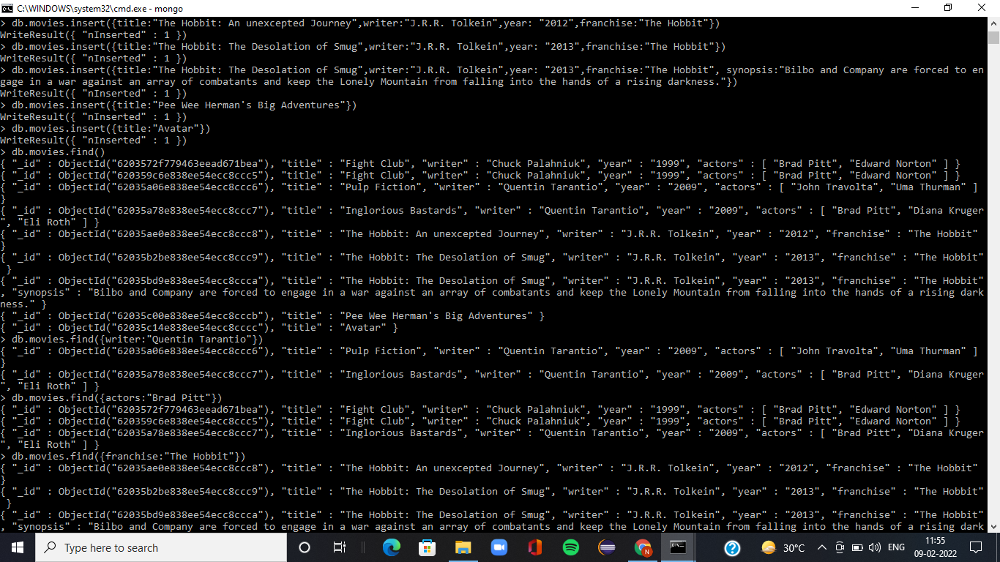 C:\WINDOWS\system32\cmd.exe - mongo
> db.movies.insert({title:"The Hobbit: An unexcepted Journey",writer:"J.R.R. Tolkein",year: "2012",franchise:"The Hobbit"})
WriteResult({ "nInserted" : 1 })
> db.movies.insert({title:"The Hobbit: The Desolation of Smug",writer:"J.R.R. Tolkein",year: "2013",franchise:"The Hobbit"})
WriteResult({ "nInserted" : 1 })
> db.movies.insert({title:"The Hobbit: The Desolation of Smug",writer:"J.R.R. Tolkein",year: "2013",franchise:"The Hobbit", synopsis:"Bilbo and Company are forced to en
gage in a war against an array of combatants and keep the Lonely Mountain from falling into the hands of a rising darkness."})
WriteResult({ "nInserted" : 1 })
> db.movies.insert({title:"Pee Wee Herman's Big Adventures"})
WriteResult({ "nInserted" : 1 })
> db.movies.insert({title:"Avatar"})
WriteResult({ "nInserted" : 1 })
> db.movies.find()
{ "_id" : ObjectId("6203572f779463eead671bea"), "title" : "Fight Club", "writer" : "Chuck Palahniuk", "year" : "1999", "actors" : [ "Brad Pitt", "Edward Norton" ] }
{ "_id" : ObjectId("620359c6e838ee54ecc8ccc5"), "title" : "Fight Club", "writer" : "Chuck Palahniuk", "year" : "1999", "actors" : [ "Brad Pitt", "Edward Norton" ] }
{ "_id" : ObjectId("62035a06e838ee54ecc8ccc6"), "title" : "Pulp Fiction", "writer" : "Quentin Tarantio", "year" : "2009", "actors" : [ "John Travolta", "Uma Thurman" ]
}
{ "_id" : ObjectId("62035a78e838ee54ecc8ccc7"), "title" : "Inglorious Bastards", "writer" : "Quentin Tarantio", "year" : "2009", "actors" : [ "Brad Pitt", "Diana Kruger
", "Eli Roth" ] }
{ "_id" : ObjectId("62035ae0e838ee54ecc8ccc8"), "title" : "The Hobbit: An unexcepted Journey", "writer" : "J.R.R. Tolkein", "year" : "2012", "franchise" : "The Hobbit"
}
{ "_id" : ObjectId("62035b2be838ee54ecc8ccc9"), "title" : "The Hobbit: The Desolation of Smug", "writer" : "J.R.R. Tolkein", "year" : "2013", "franchise" : "The Hobbit"
}
{ "_id" : ObjectId("62035bd9e838ee54ecc8ccca"), "title" : "The Hobbit: The Desolation of Smug", "writer" : "J.R.R. Tolkein", "year" : "2013", "franchise" : "The Hobbit"
, "synopsis" : "Bilbo and Company are forced to engage in a war against an array of combatants and keep the Lonely Mountain from falling into the hands of a rising dark
ness." }
{ "_id" : ObjectId("62035c00e838ee54ecc8cccb"), "title" : "Pee Wee Herman's Big Adventures" }
{ "_id" : ObjectId("62035c14e838ee54ecc8cccc"), "title" : "Avatar" }
> db.movies.find({writer:"Quentin Tarantio"})
{ "_id" : ObjectId("62035a06e838ee54ecc8ccc6"), "title" : "Pulp Fiction", "writer" : "Quentin Tarantio", "year" : "2009", "actors" : [ "John Travolta", "Uma Thurman" ]
}
{ "_id" : ObjectId("62035a78e838ee54ecc8ccc7"), "title" : "Inglorious Bastards", "writer" : "Quentin Tarantio", "year" : "2009", "actors" : [ "Brad Pitt", "Diana Kruger
", "Eli Roth" ] }
> db.movies.find({actors:"Brad Pitt"})
{ "_id" : ObjectId("6203572f779463eead671bea"), "title" : "Fight Club", "writer" : "Chuck Palahniuk", "year" : "1999", "actors" : [ "Brad Pitt", "Edward Norton" ] }
{ "_id" : ObjectId("620359c6e838ee54ecc8ccc5"), "title" : "Fight Club", "writer" : "Chuck Palahniuk", "year" : "1999", "actors" : [ "Brad Pitt", "Edward Norton" ] }
{ "_id" : ObjectId("62035a78e838ee54ecc8ccc7"), "title" : "Inglorious Bastards", "writer" : "Quentin Tarantio", "year" : "2009", "actors" : [ "Brad Pitt", "Diana Kruger
", "Eli Roth" ] }
> db.movies.find({franchise:"The Hobbit"})
{ "_id" : ObjectId("62035ae0e838ee54ecc8ccc8"), "title" : "The Hobbit: An unexcepted Journey", "writer" : "J.R.R. Tolkein", "year" : "2012", "franchise" : "The Hobbit"
}
{ "_id" : ObjectId("62035b2be838ee54ecc8ccc9"), "title" : "The Hobbit: The Desolation of Smug", "writer" : "J.R.R. Tolkein", "year" : "2013", "franchise" : "The Hobbit"
}
{ "_id" : ObjectId("62035bd9e838ee54ecc8ccca"), "title" : "The Hobbit: The Desolation of Smug", "writer" : "J.R.R. Tolkein", "year" : "2013", "franchise" : "The Hobbit"
, "synopsis" : "Bilbo and Company are forced to engage in a war against an array of combatants and keep the Lonely Mountain from falling into the hands of a rising dark
Type here to search
30°C
ENG
11:55
09-02-2022